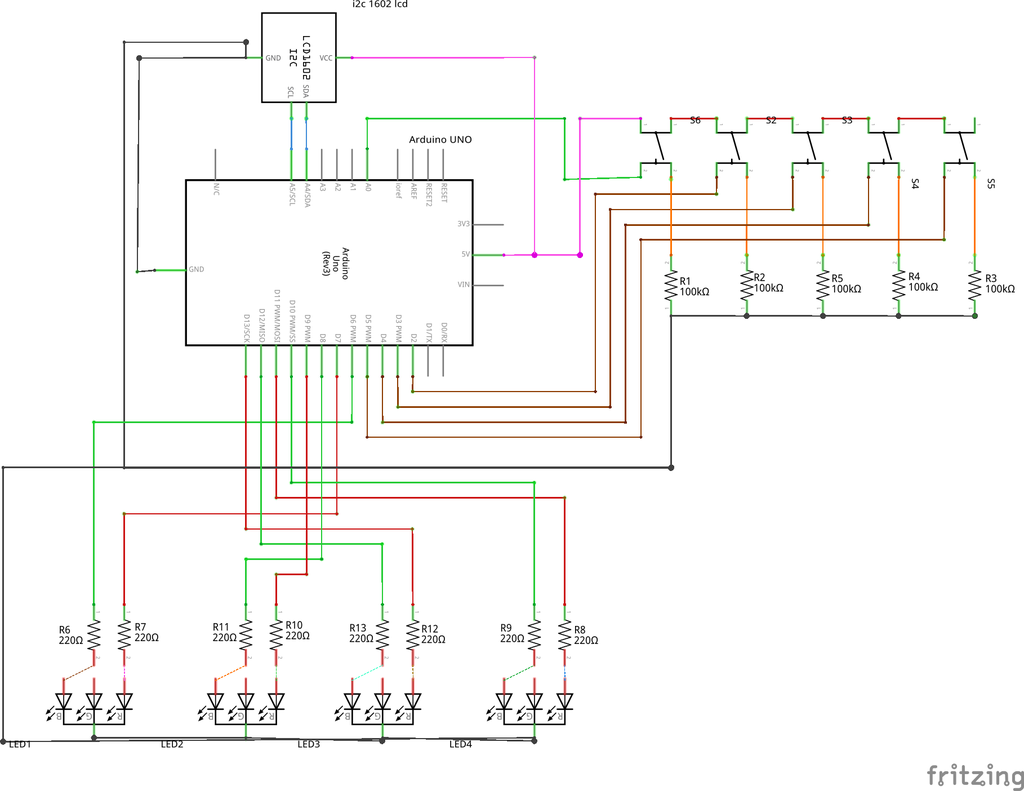 i2c 1602 lcd
LCD1602
I2C
GND
VCC
SCL
SDA
Arduino UNO
N/C
A5/SCL
A4/SDA
A3
A2
A1
A0
ioref
AREF
RESET2
RESET
3V3
5V
VIN
GND
Arduino
Uno
(Rev3)
D13/SCK
D12/MISO
D11 PWM/MOSI
D10 PWM/SS
D9 PWM
D8
D7
D6 PWM
D5 PWM
D4
D3 PWM
D2
D1/TX
D0/RX
S6
S2
S3
S4
S5
R1
100kΩ
R2
100kΩ
R5
100kΩ
R4
100kΩ
R3
100kΩ
R6
220Ω
R7
220Ω
R11
220Ω
R10
220Ω
R13
220Ω
R12
220Ω
R9
220Ω
R8
220Ω
B
G
R
B
G
R
B
G
R
B
G
R
LED1
LED2
LED3
LED4
fritzing